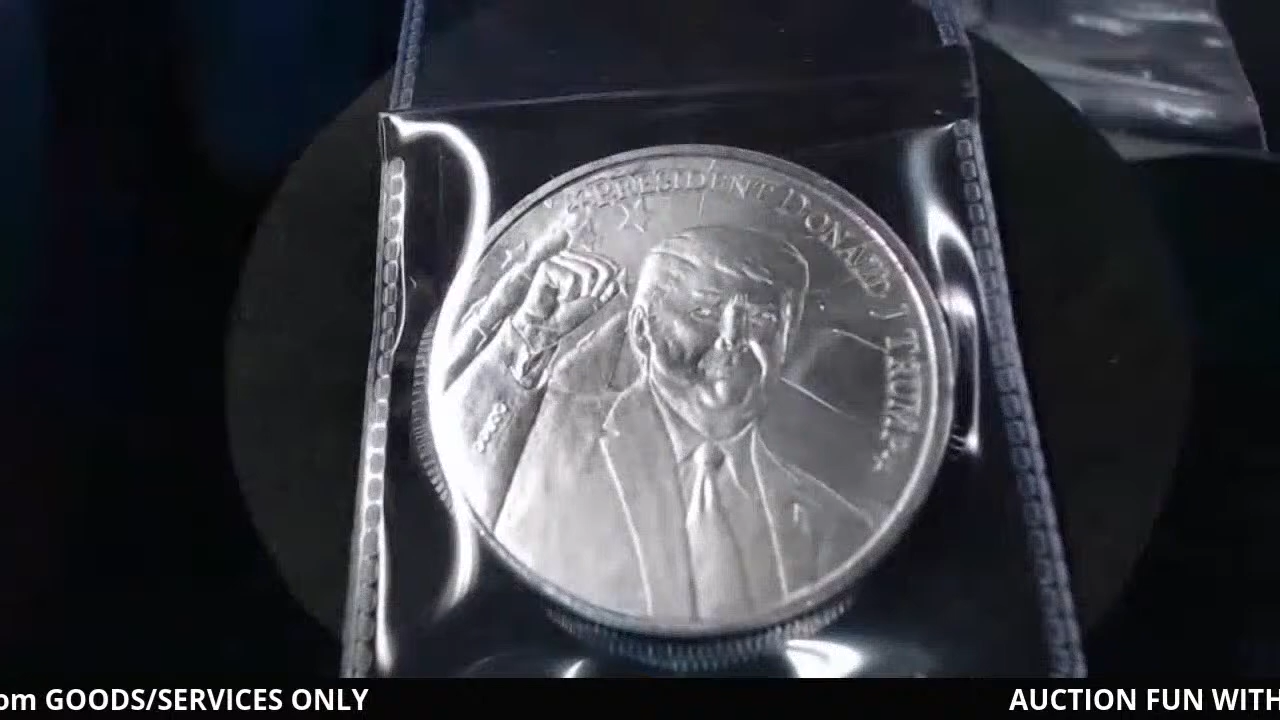 PRESIDENT DONALD J TRUMP
om GOODS/SERVICES ONLY
AUCTION FUN WITH